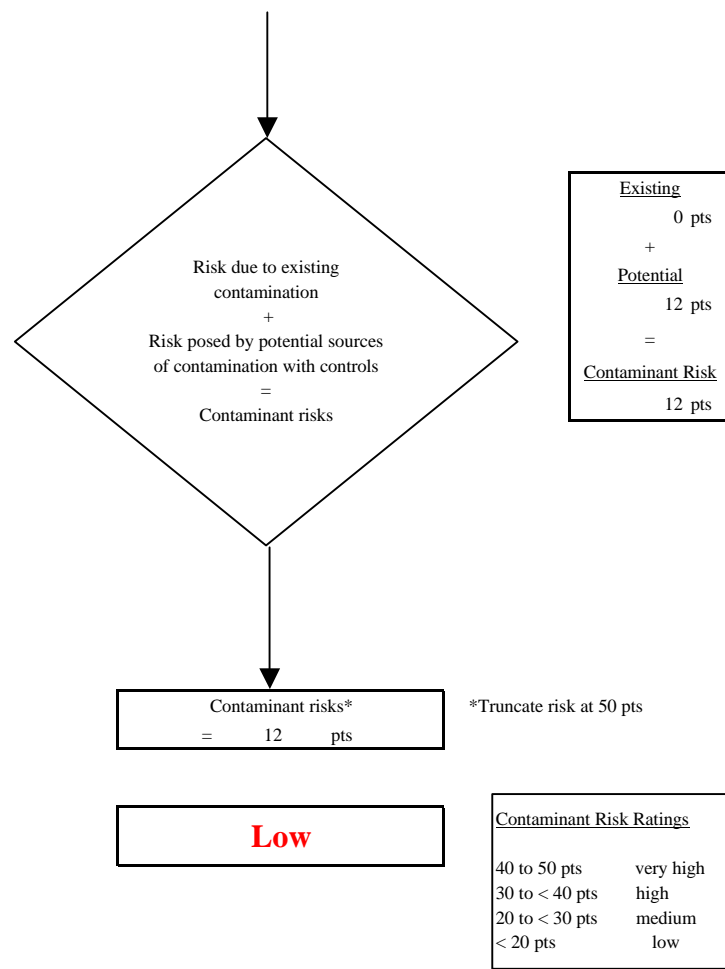 Risk due to existing
contamination
+
Risk posed by potential sources
of contamination with controls
=
Contaminant risks
Existing
0 pts
+
Potential
12 pts
=
Contaminant Risk
12 pts
Contaminant risks*
= 12 pts
*Truncate risk at 50 pts
Low
Contaminant Risk Ratings
40 to 50 pts very high
30 to < 40 pts high
20 to < 30 pts medium
< 20 pts low